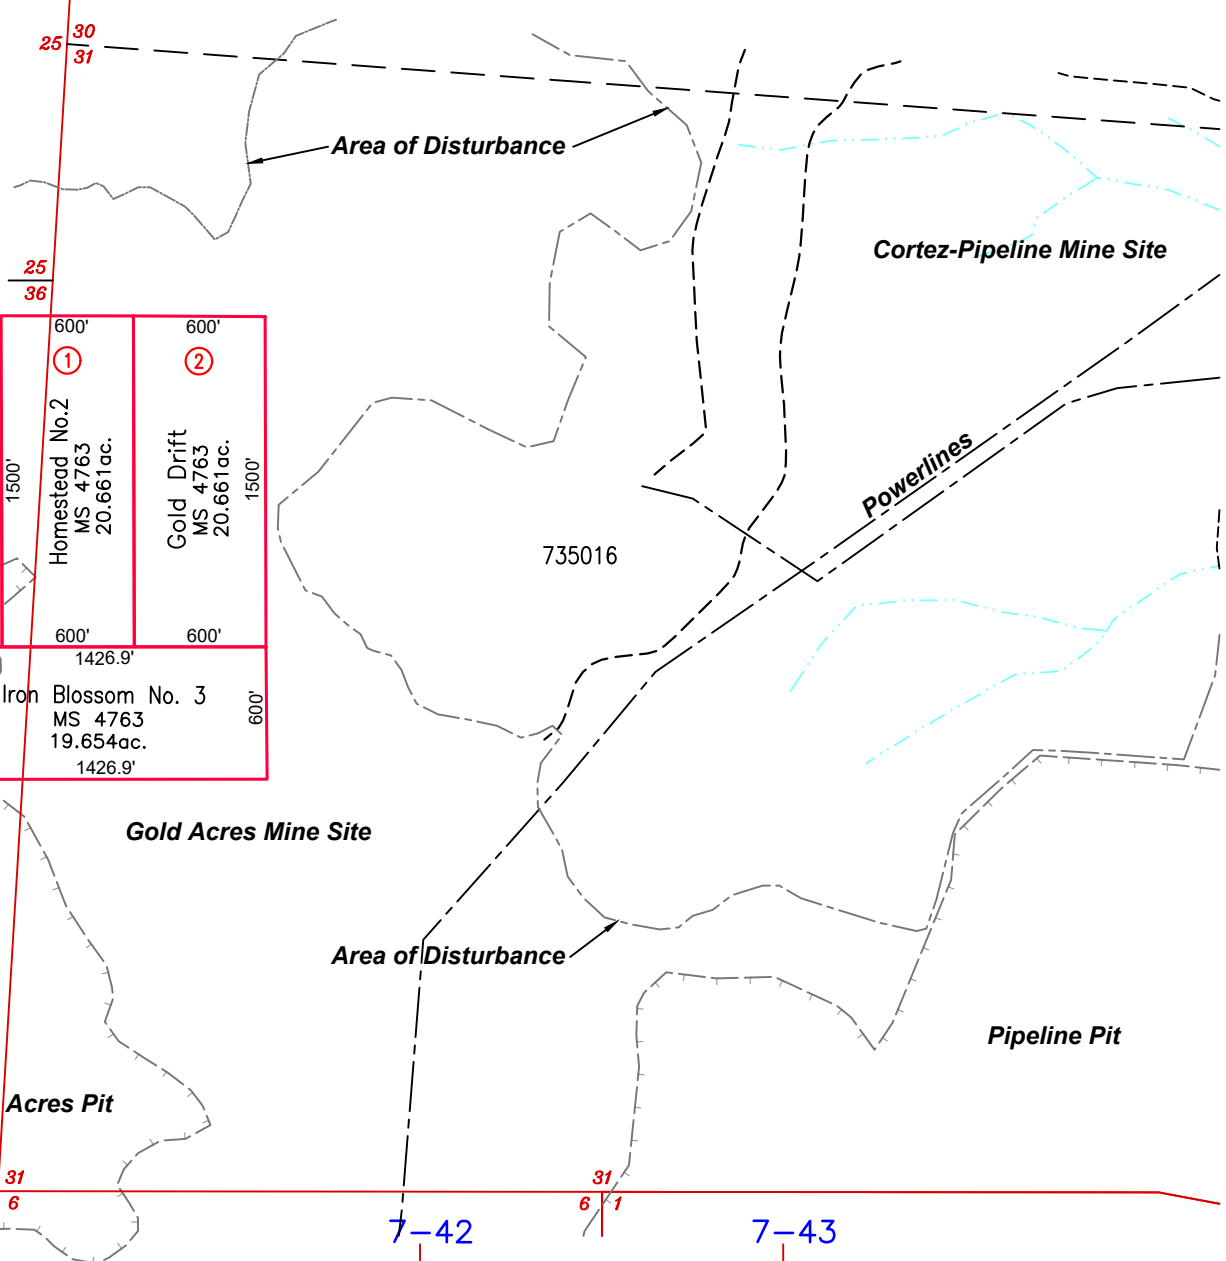 30
25
31
Area of Disturbance
Cortez-Pipeline Mine Site
25
36
600'
600'
1
2
Homestead No.2
MS 4763
20.661ac.
Gold Drift
MS 4763
20.661ac.
1500'
1500'
Powerlines
735016
600'
600'
1426.9'
Iron Blossom No. 3
MS 4763
19.654ac.
600'
1426.9'
Gold Acres Mine Site
Area of Disturbance
Pipeline Pit
Acres Pit
31
6
31
6
1
7-42
7-43